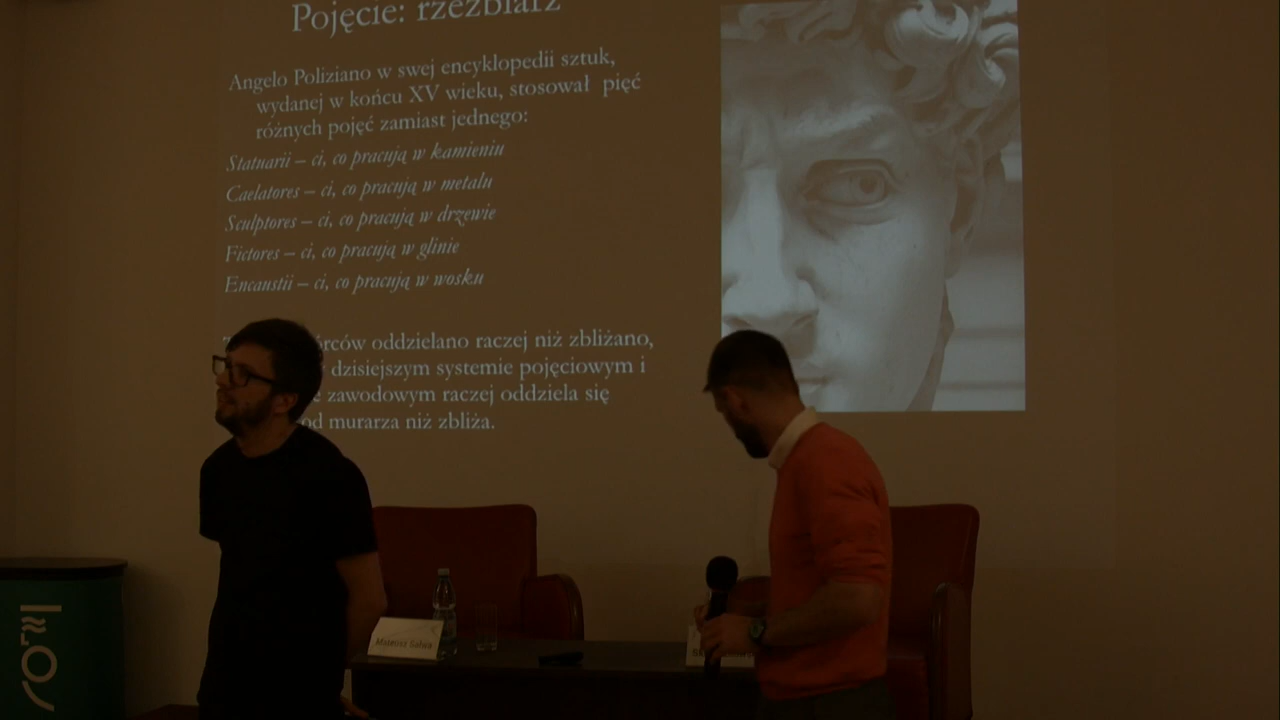 Pojęcie: rzeźbiarz
Angelo Poliziano w swej encyklopedii sztuk,
wydanej w końcu XV wieku, stosował pięć
różnych pojęć zamiast jednego:
Statuarii – ci, co pracują w kamieniu
Caelatores – ci, co pracują w metalu
Sculptores – ci, co pracują w drzewie
Fictores – ci, co pracują w glinie
Encaustii – ci, co pracują w wosku
oddzielano raczej niż zbliżano,
dzisiejszym systemie pojęciowym i
zawodowym raczej oddziela się
od murarza niż zbliża.
Mateusz Salwa